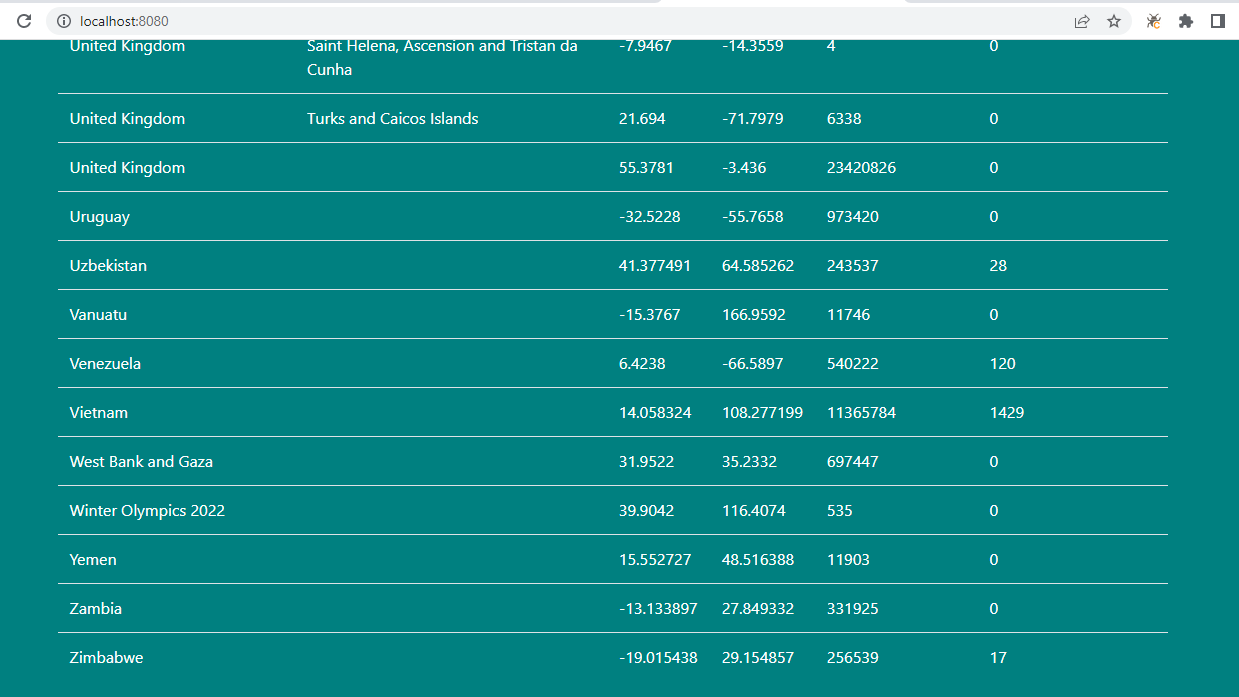 localhost:8080
United Kingdom Saint Helena, Ascension and Tristan da -7.9467 -14.3559 4 0
Cunha
United Kingdom Turks and Caicos Islands 21.694 -71.7979 6338 0
United Kingdom 55.3781 -3.436 23420826 0
Uruguay -32.5228 -55.7658 973420 0
Uzbekistan 41.377491 64.585262 243537 28
Vanuatu -15.3767 166.9592 11746 0
Venezuela 6.4238 -66.5897 540222 120
Vietnam 14.058324 108.277199 11365784 1429
West Bank and Gaza 31.9522 35.2332 697447 0
Winter Olympics 2022 39.9042 116.4074 535 0
Yemen 15.552727 48.516388 11903 0
Zambia -13.133897 27.849332 331925 0
Zimbabwe -19.015438 29.154857 256539 17